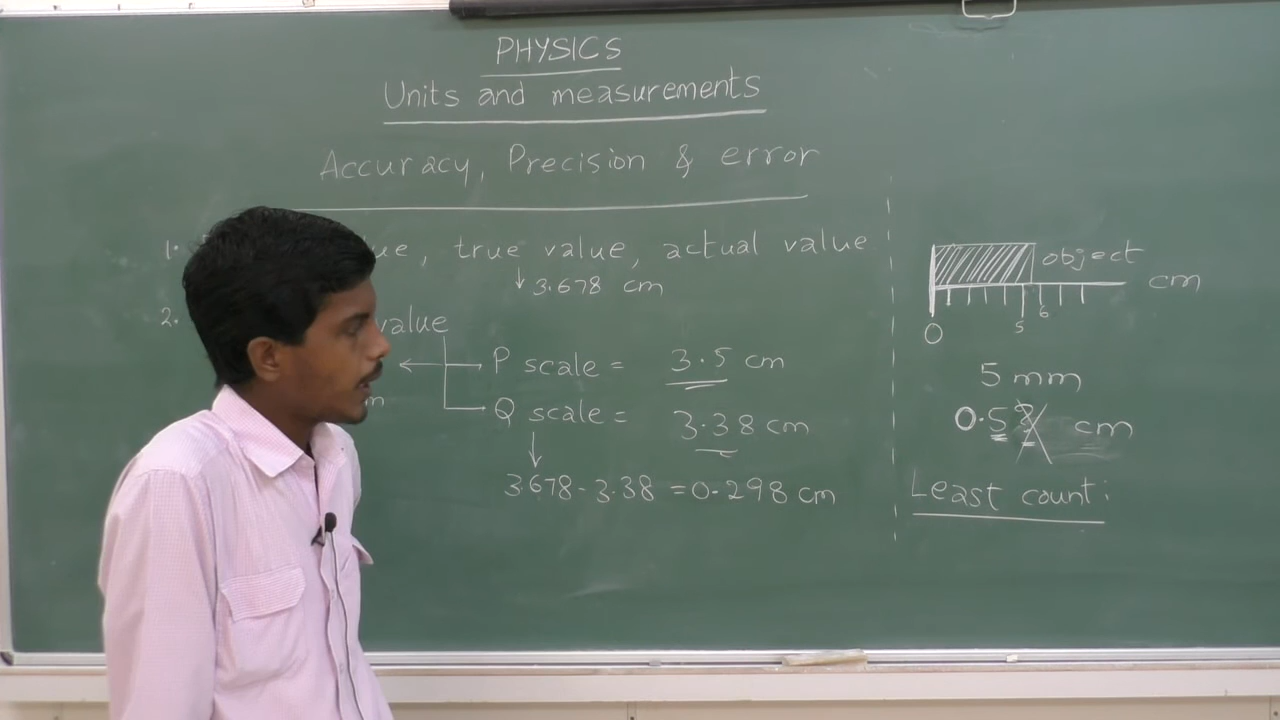 PHYSICS
Units and measurements
Accuracy, Precision & error
1. ue, true value, actual value
↓ 3.678 cm
2. value
← → P scale = 3.5 cm
m
→ Q scale = 3.38 cm
↓
3.678 - 3.38 = 0.298 cm
object
cm
0 5 6
5 mm
0.5 cm
Least count: